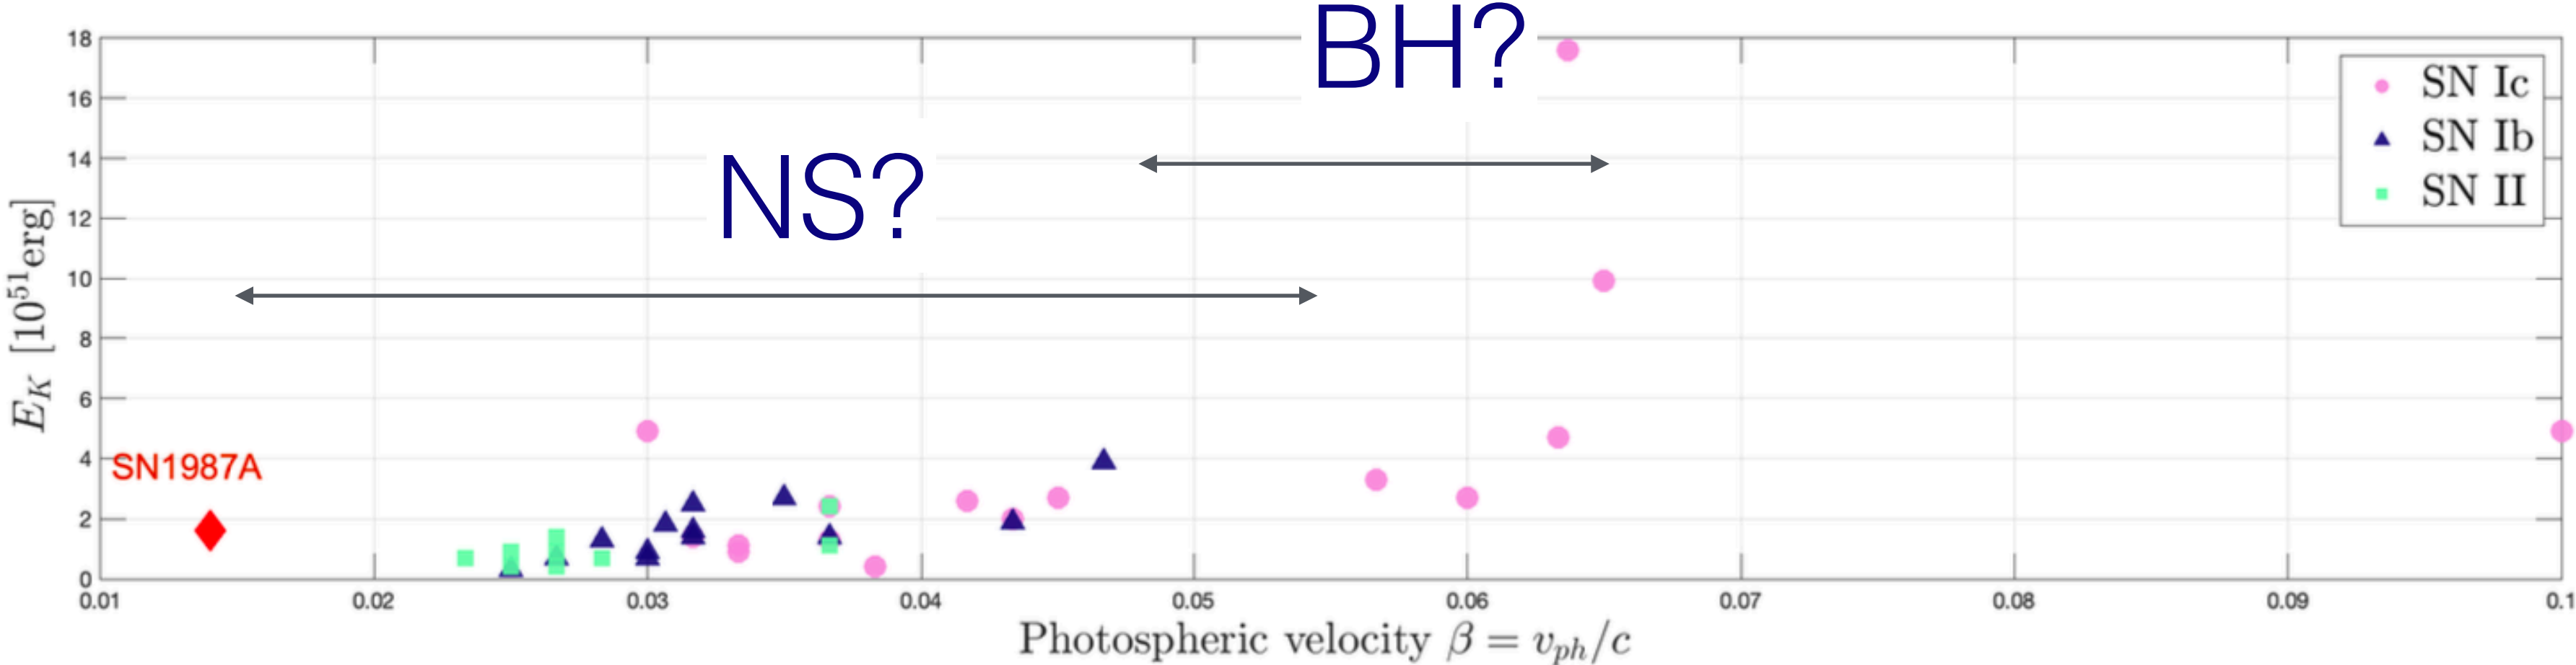 BH?
NS?
SN1987A
SN Ic
SN Ib
SN II
E_K [10^51 erg]
18
16
14
12
10
8
6
4
2
0
0.01 0.02 0.03 0.04 0.05 0.06 0.07 0.08 0.09 0.1
Photospheric velocity β = v_ph/c